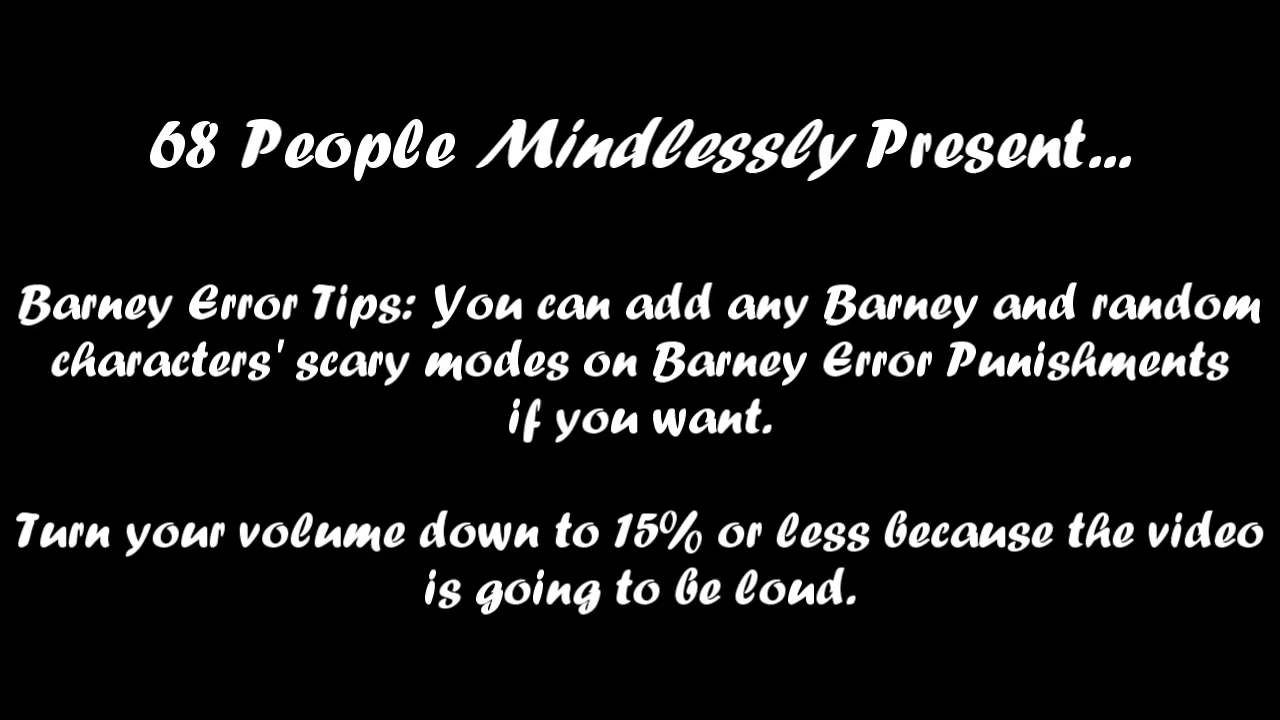 68 People Mindlessly Present...
Barney Error Tips: You can add any Barney and random
characters' scary modes on Barney Error Punishments
if you want.
Turn your volume down to 15% or less because the video
is going to be loud.